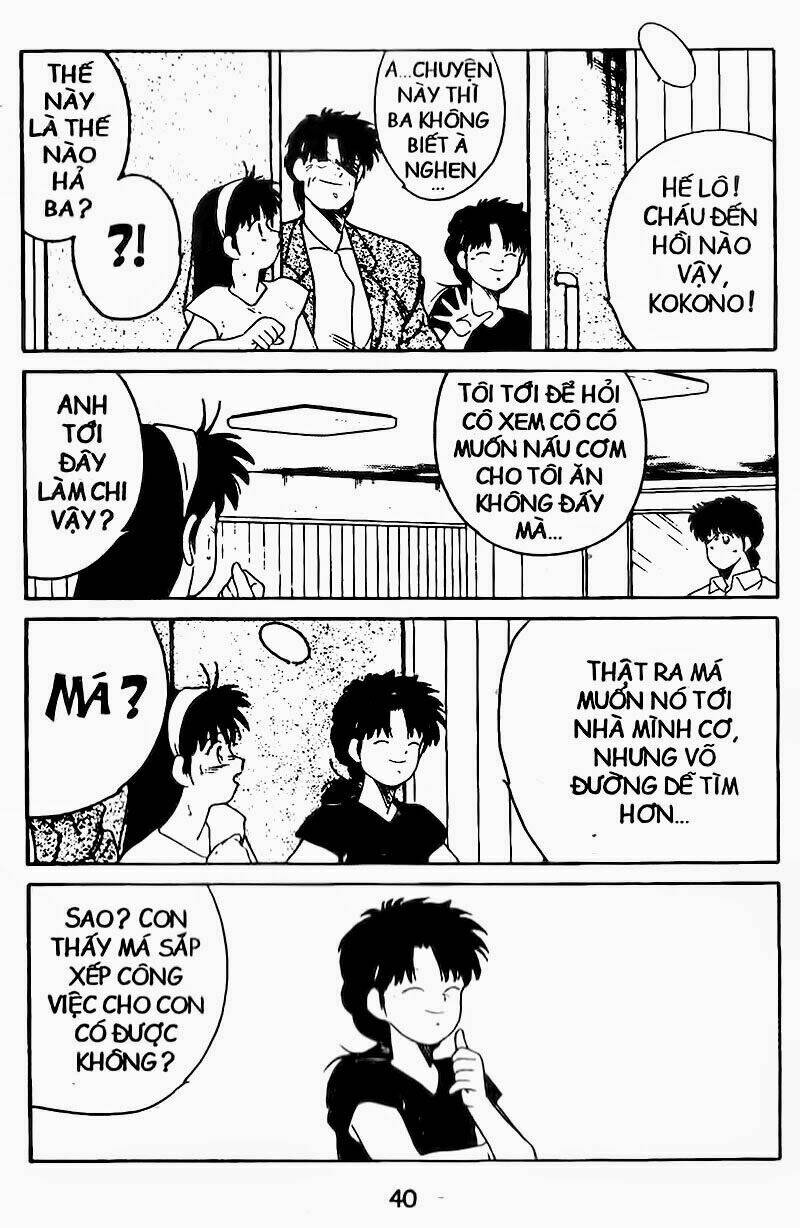 THẾ
NÀY
LÀ THẾ
NÀO
HẢ
BA?
?!
A...CHUYỆN
NÀY THÌ
BA KHÔNG
BIẾT À
NGHEN
...
HẾ LÔ!
CHÁU ĐẾN
HỒI NÀO
VẬY,
KOKONO!
ANH
TỚI
ĐÂY
LÀM CHI
VẬY?
TÔI TỚI ĐỂ HỎI
CÔ XEM CÔ CÓ
MUỐN NẤU CƠM
CHO TÔI ĂN
KHÔNG ĐẤY
MÀ...
MÁ?
THẬT RA MÁ
MUỐN NÓ TỚI
NHÀ MÌNH CƠ,
NHƯNG VÕ
ĐƯỜNG DỄ TÌM
HƠN...
SAO? CON
THẤY MÁ SẮP
XẾP CÔNG
VIỆC CHO CON
CÓ ĐƯỢC
KHÔNG?
40